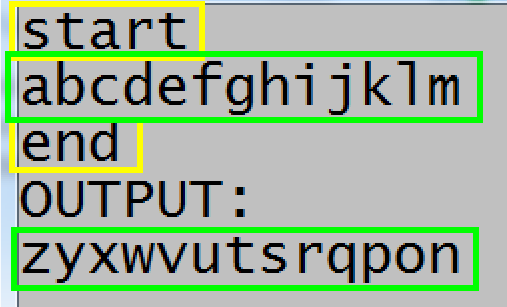 start
abcdefghijklm
end
OUTPUT:
zyxwvutsrqpon